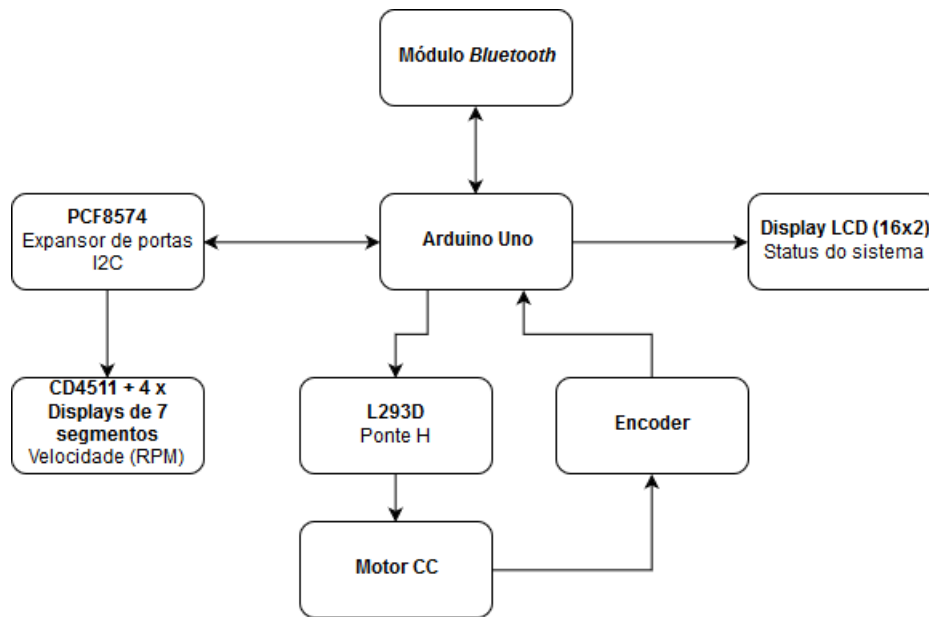 Módulo Bluetooth
PCF8574
Expansor de portas
I2C
Arduino Uno
Display LCD (16x2)
Status do sistema
CD4511 + 4 x
Displays de 7
segmentos
Velocidade (RPM)
L293D
Ponte H
Encoder
Motor CC